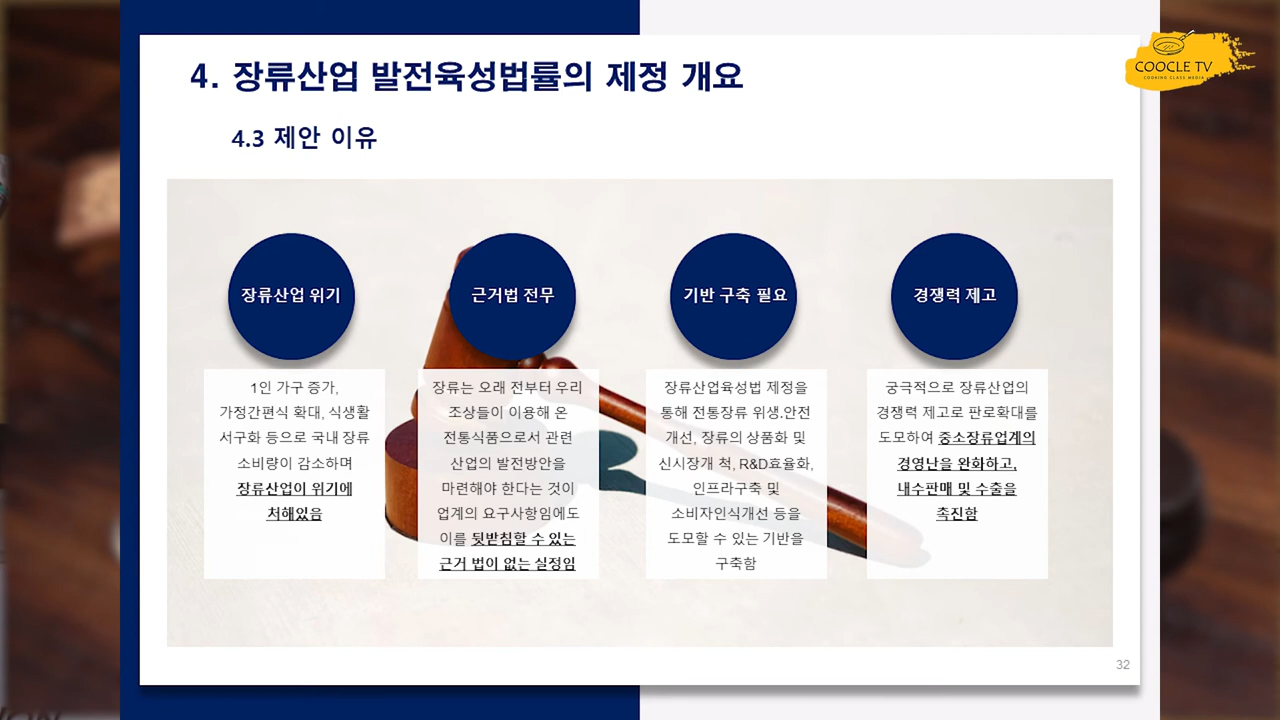 COOCLE TV
COOKING CLASS MEDIA
4. 장류산업 발전육성법률의 제정 개요
4.3 제안 이유
장류산업 위기
1인 가구 증가,
가정간편식 확대, 식생활
서구화 등으로 국내 장류
소비량이 감소하며
장류산업이 위기에
처해있음
근거법 전무
장류는 오래 전부터 우리
조상들이 이용해 온
전통식품으로서 관련
산업의 발전방안을
마련해야 한다는 것이
업계의 요구사항임에도
이를 뒷받침할 수 있는
근거 법이 없는 실정임
기반 구축 필요
장류산업육성법 제정을
통해 전통장류 위생.안전
개선, 장류의 상품화 및
신시장개 척, R&D효율화,
인프라구축 및
소비자인식개선 등을
도모할 수 있는 기반을
구축함
경쟁력 제고
궁극적으로 장류산업의
경쟁력 제고로 판로확대를
도모하여 중소장류업계의
경영난을 완화하고,
내수판매 및 수출을
촉진함
32